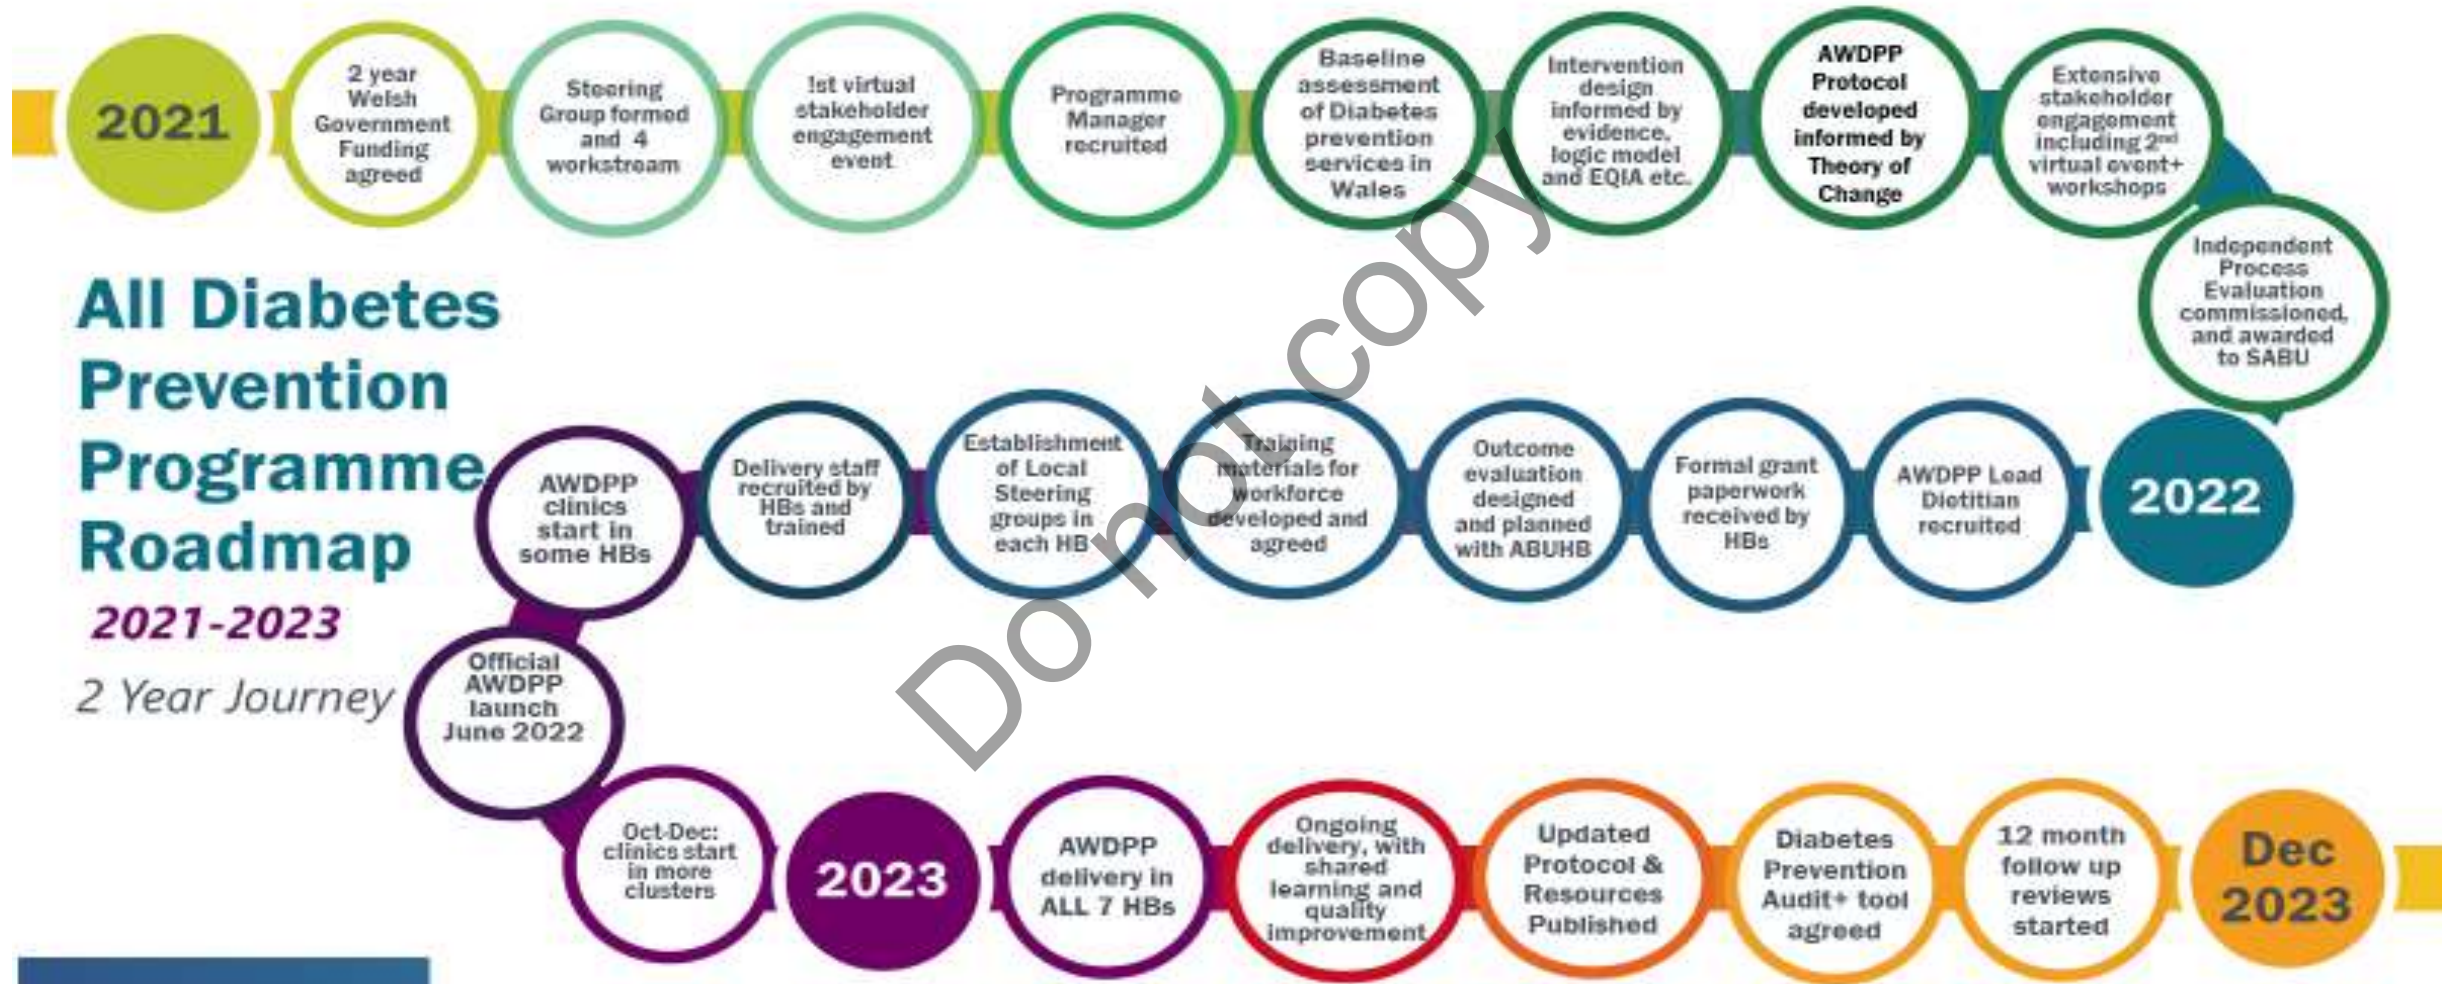 2021
2 year
Welsh
Government
Funding
agreed
Steering
Group formed
and 4
workstream
!st virtual
stakeholder
engagement
event
Programme
Manager
recruited
Baseline
assessment
of Diabetes
prevention
services in
Wales
Intervention
design
informed by
evidence,
logic model
and EQIA etc.
AWDPP
Protocol
developed
informed by
Theory of
Change
Extensive
stakeholder
engagement
including 2nd
virtual event+
workshops
Independent
Process
Evaluation
commissioned,
and awarded
to SABU
All Diabetes
Prevention
Programme
Roadmap
2021-2023
2 Year Journey
2022
AWDPP Lead
Dietitian
recruited
Formal grant
paperwork
received by
HBs
Outcome
evaluation
designed
and planned
with ABUHB
Training
materials for
workforce
developed and
agreed
Establishment
of Local
Steering
groups in
each HB
Delivery staff
recruited by
HBs and
trained
AWDPP
clinics
start in
some HBs
Official
AWDPP
launch
June 2022
Oct-Dec:
clinics start
in more
clusters
2023
AWDPP
delivery in
ALL 7 HBs
Ongoing
delivery, with
shared
learning and
quality
improvement
Updated
Protocol &
Resources
Published
Diabetes
Prevention
Audit+ tool
agreed
12 month
follow up
reviews
started
Dec
2023
Do not copy